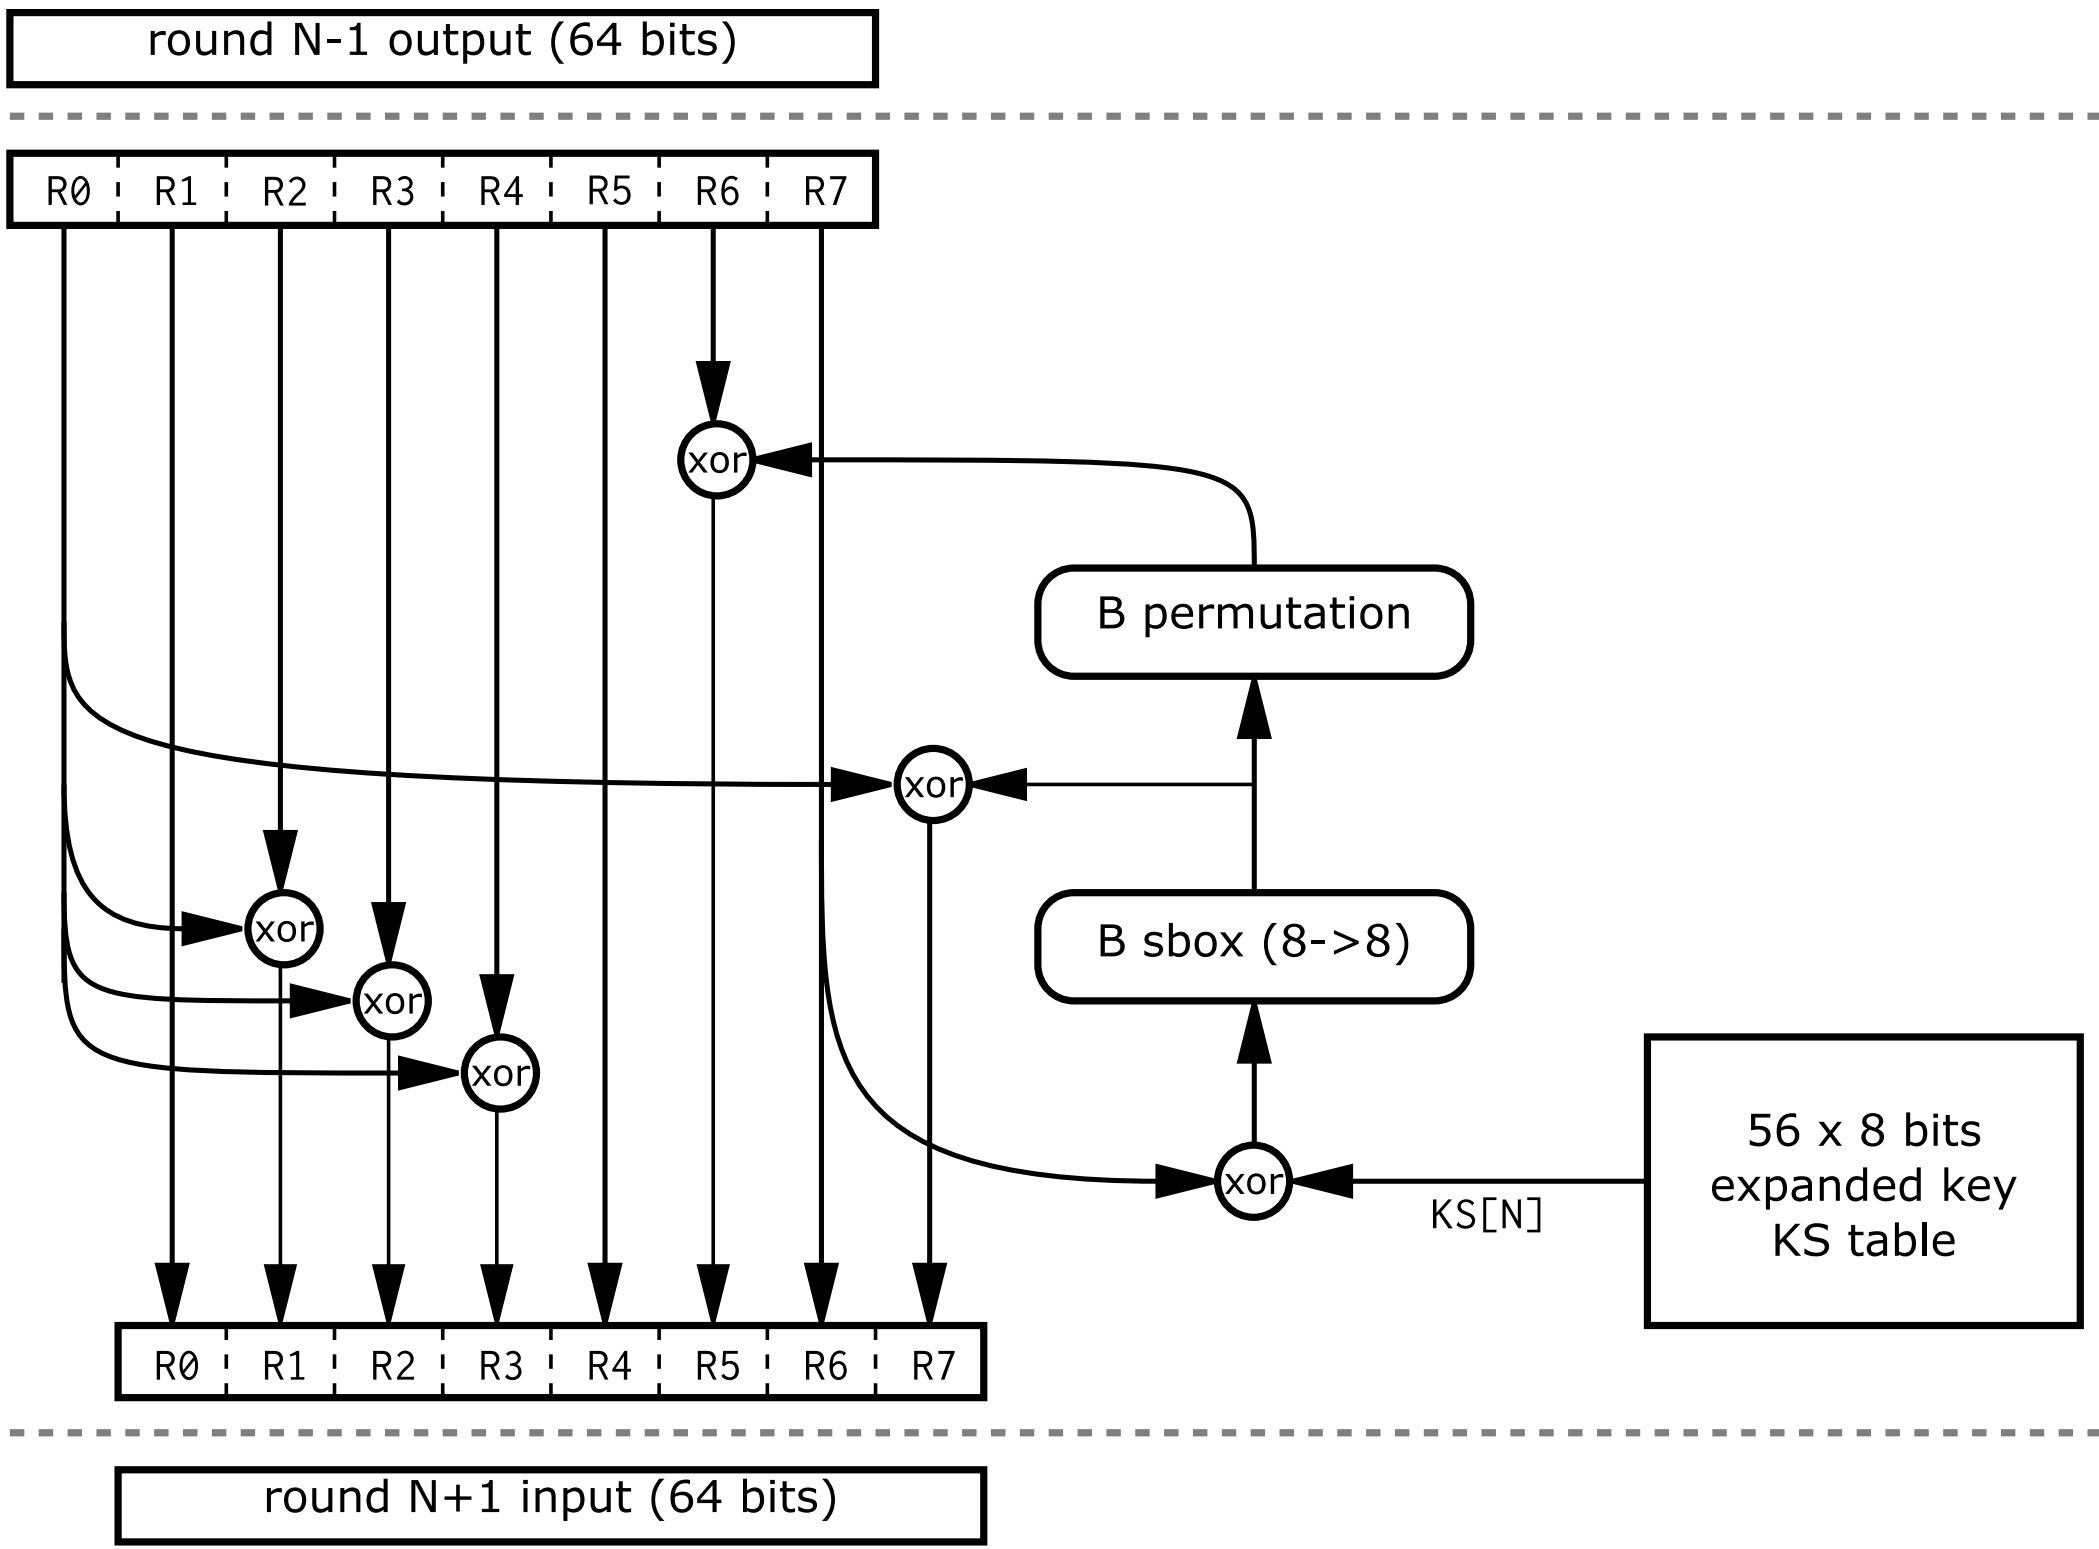 round N-1 output (64 bits)
R0 R1 R2 R3 R4 R5 R6 R7
xor
B permutation
xor
xor
B sbox (8->8)
xor
xor
56 x 8 bits
expanded key
KS table
xor
KS[N]
R0 R1 R2 R3 R4 R5 R6 R7
round N+1 input (64 bits)